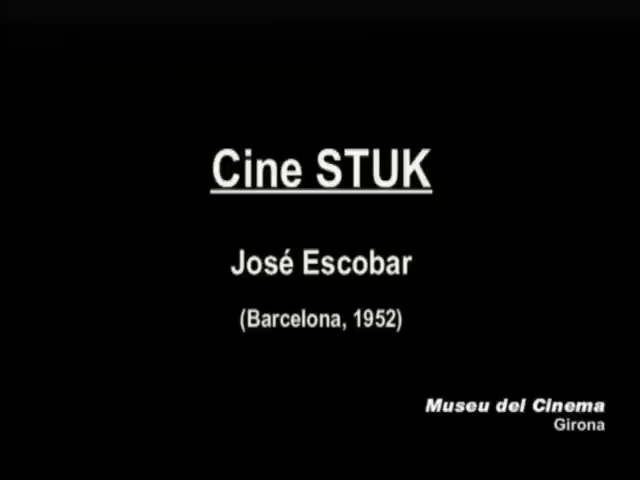 Cine STUK
José Escobar
(Barcelona, 1952)
Museu del Cinema
Girona